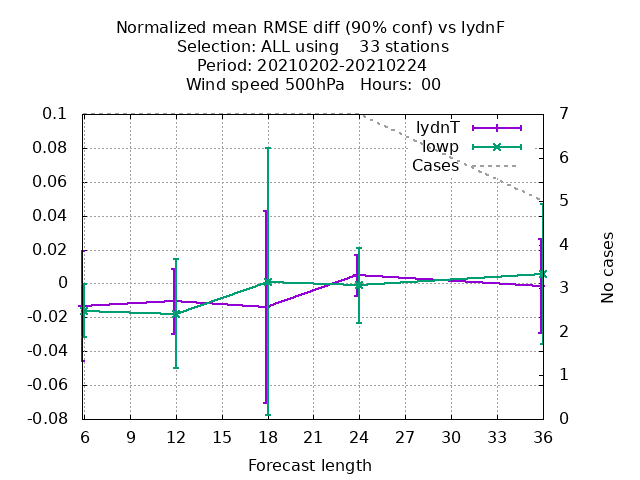 Normalized mean RMSE diff (90% conf) vs lydnF
Selection: ALL using    33 stations
Period: 20210202-20210224
Wind speed 500hPa   Hours:  00
lydnT
lowp
Cases
0.1
0.08
0.06
0.04
0.02
0
-0.02
-0.04
-0.06
-0.08
7
6
5
4
3
2
1
0
No cases
6 9 12 15 18 21 24 27 30 33 36
Forecast length